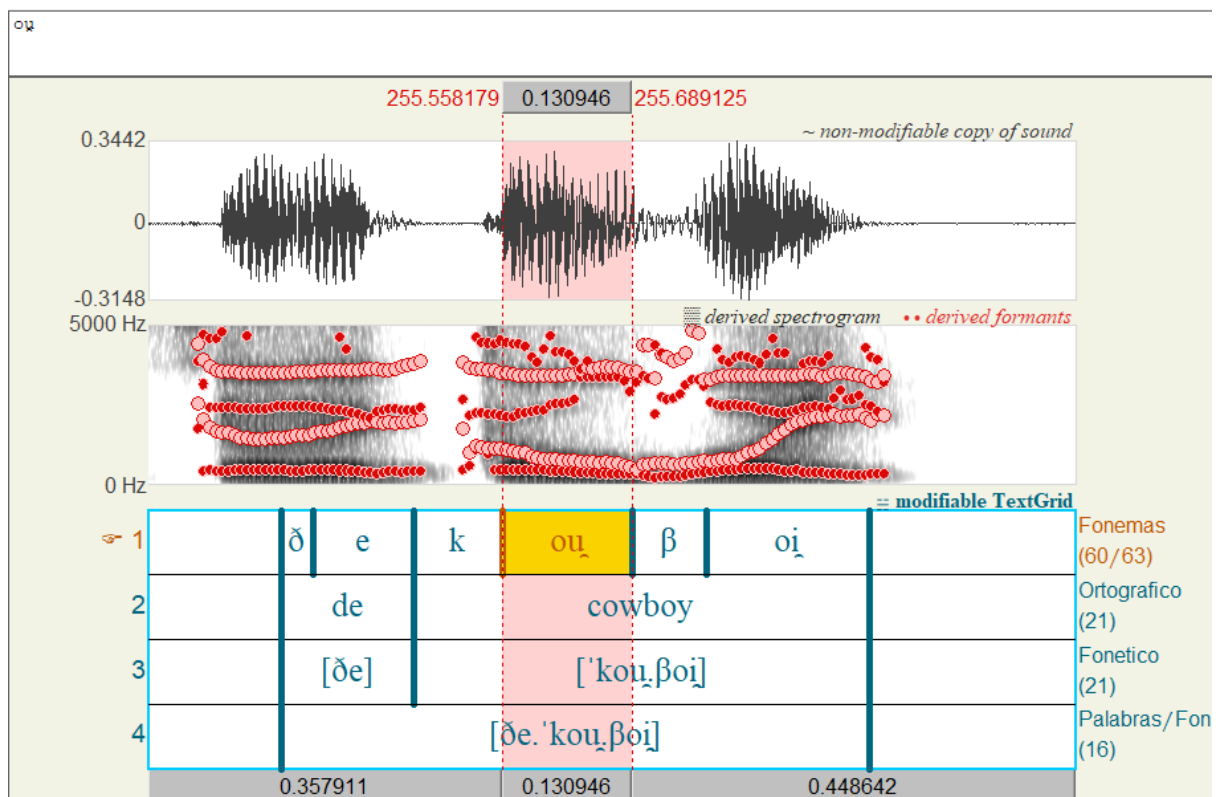 ou̯
255.558179 0.130946 255.689125
~ non-modifiable copy of sound
0.3442
0
-0.3148
derived spectrogram •• derived formants
5000 Hz
0 Hz
modifiable TextGrid
☞ 1 ð e k ou̯ β oi̯ Fonemas (60/63)
2 de cowboy Ortografico (21)
3 [ðe] [ˈkou̯.βoi̯] Fonetico (21)
4 [ðe.ˈkou̯.βoi̯] Palabras/Fon (16)
0.357911 0.130946 0.448642